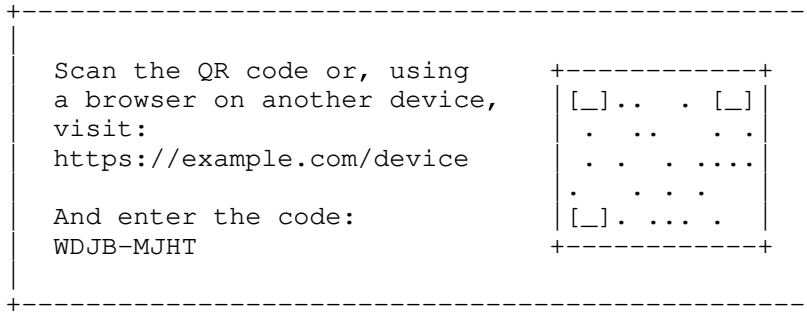 Scan the QR code or, using
a browser on another device,
visit:
https://example.com/device
And enter the code:
WDJB-MJHT